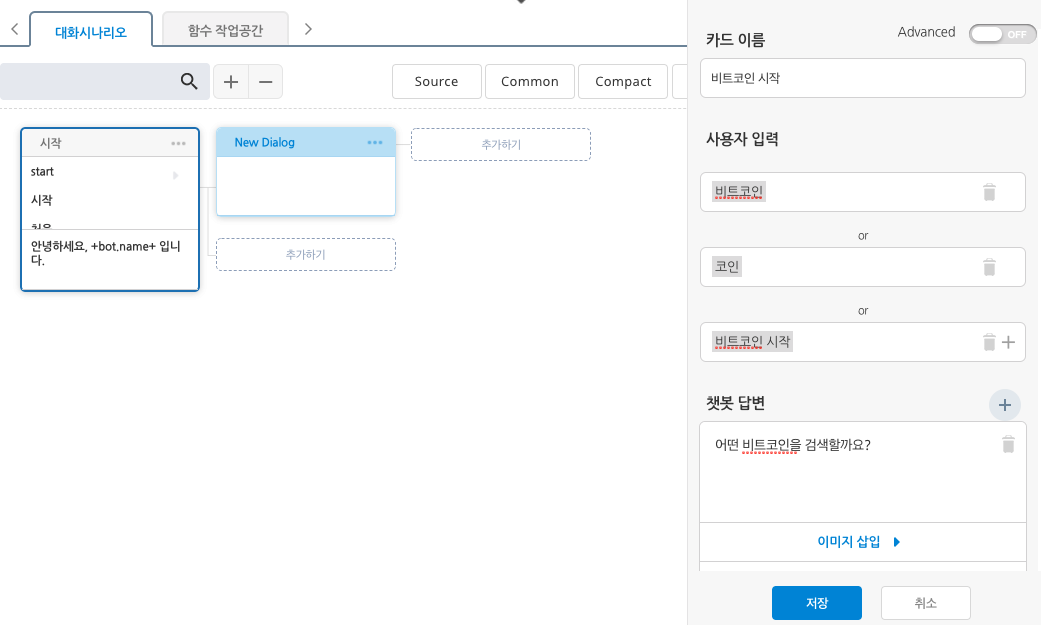 대화시나리오
함수 작업공간
Source
Common
Compact
시작
start
시작
안녕하세요, +bot.name+ 입니
다.
New Dialog
추가하기
추가하기
카드 이름
Advanced
OFF
비트코인 시작
사용자 입력
비트코인
or
코인
or
비트코인 시작
챗봇 답변
어떤 비트코인을 검색할까요?
이미지 삽입
저장
취소